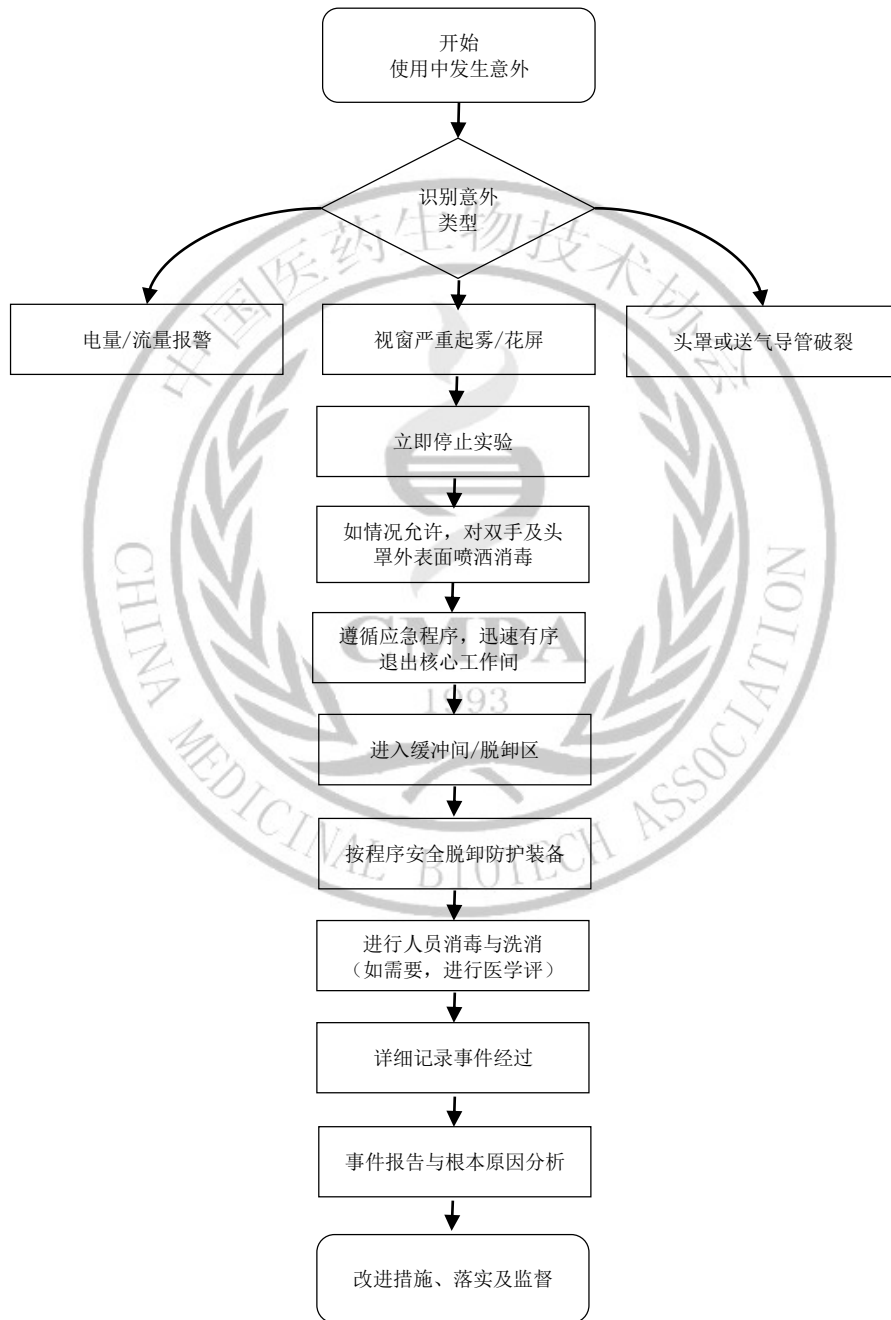 开始
使用中发生意外
识别意外
类型
电量/流量报警
视窗严重起雾/花屏
头罩或送气导管破裂
立即停止实验
如情况允许，对双手及头
罩外表面喷洒消毒
遵循应急程序，迅速有序
退出核心工作间
进入缓冲间/脱卸区
按程序安全脱卸防护装备
进行人员消毒与洗消
（如需要，进行医学评）
详细记录事件经过
事件报告与根本原因分析
改进措施、落实及监督
中国医药生物技术协会
CMBA
1993
CHINA MEDICINAL BIOTECH ASSOCIATION